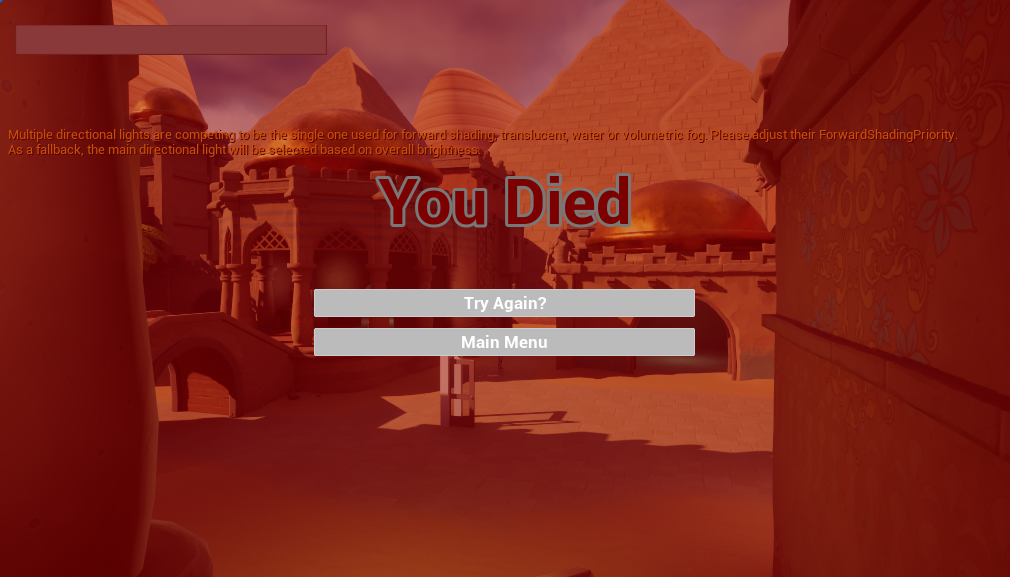 Multiple directional lights are competing to be the single one used for forward shading, translucent, water or volumetric fog. Please adjust their ForwardShadingPriority.
As a fallback, the main directional light will be selected based on overall brightness.
You Died
Try Again?
Main Menu